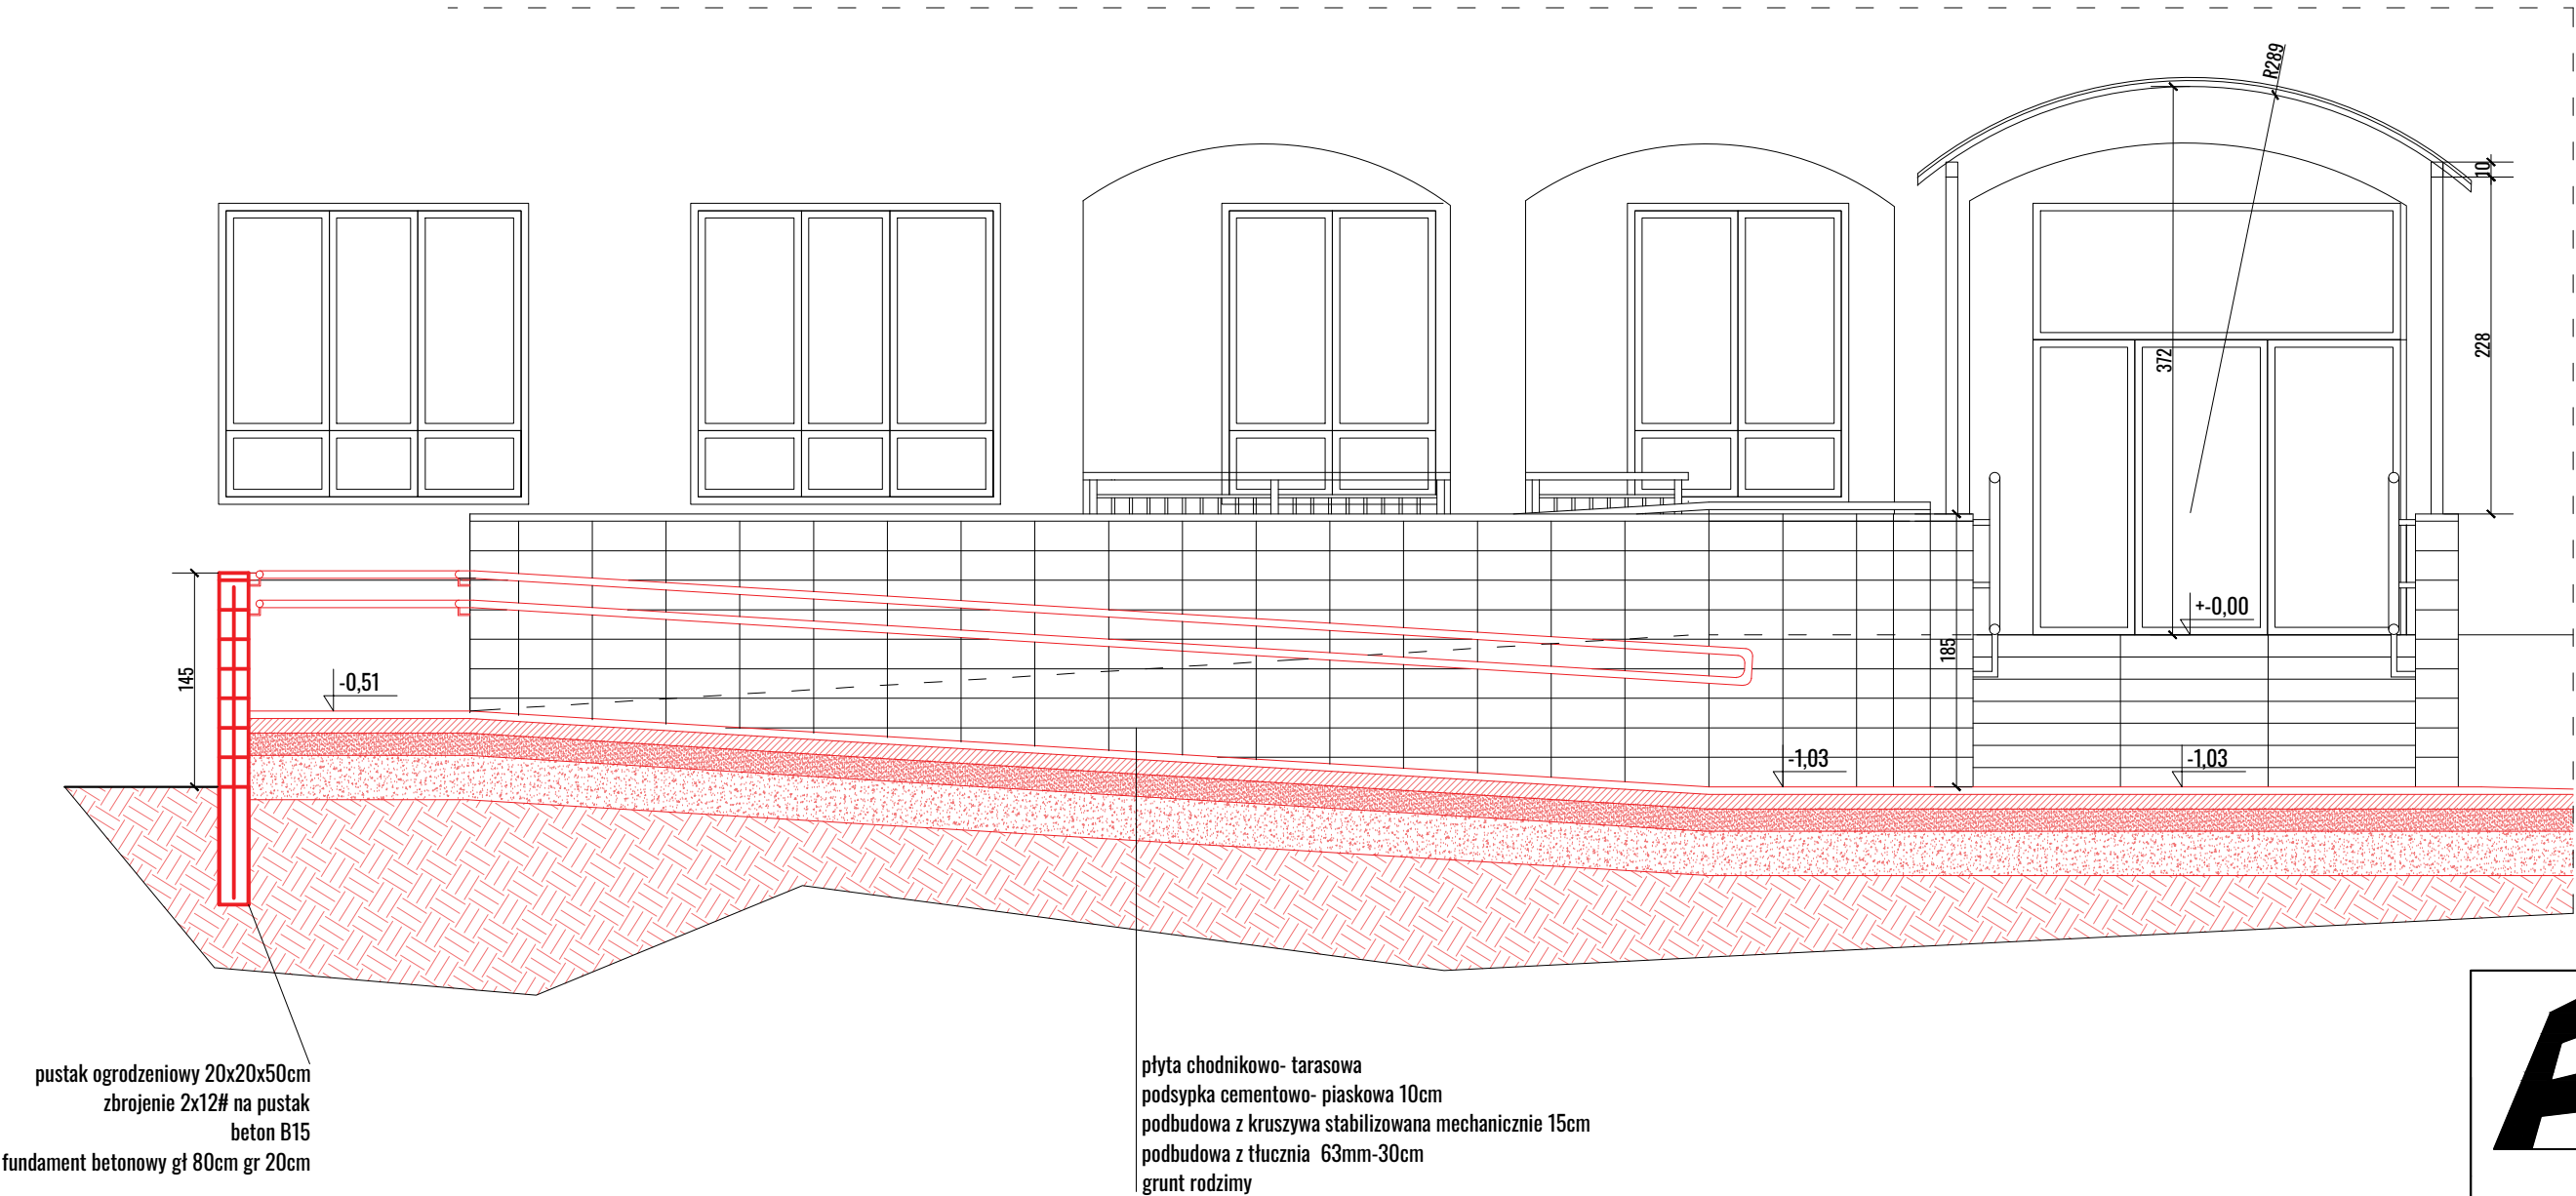 R289
10
228
372
+-0,00
185
145
-0,51
-1,03
-1,03
pustak ogrodzeniowy 20x20x50cm
zbrojenie 2x12# na pustak
beton B15
fundament betonowy gł 80cm gr 20cm
płyta chodnikowo- tarasowa
podsypka cementowo- piaskowa 10cm
podbudowa z kruszywa stabilizowana mechanicznie 15cm
podbudowa z tłucznia 63mm-30cm
grunt rodzimy